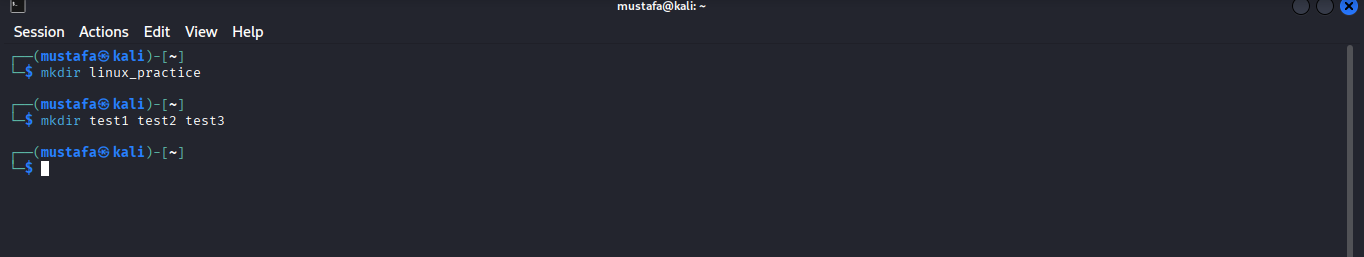 mustafa@kali: ~
Session Actions Edit View Help
┌──(mustafa㉿kali)-[~]
└─$ mkdir linux_practice
┌──(mustafa㉿kali)-[~]
└─$ mkdir test1 test2 test3
┌──(mustafa㉿kali)-[~]
└─$